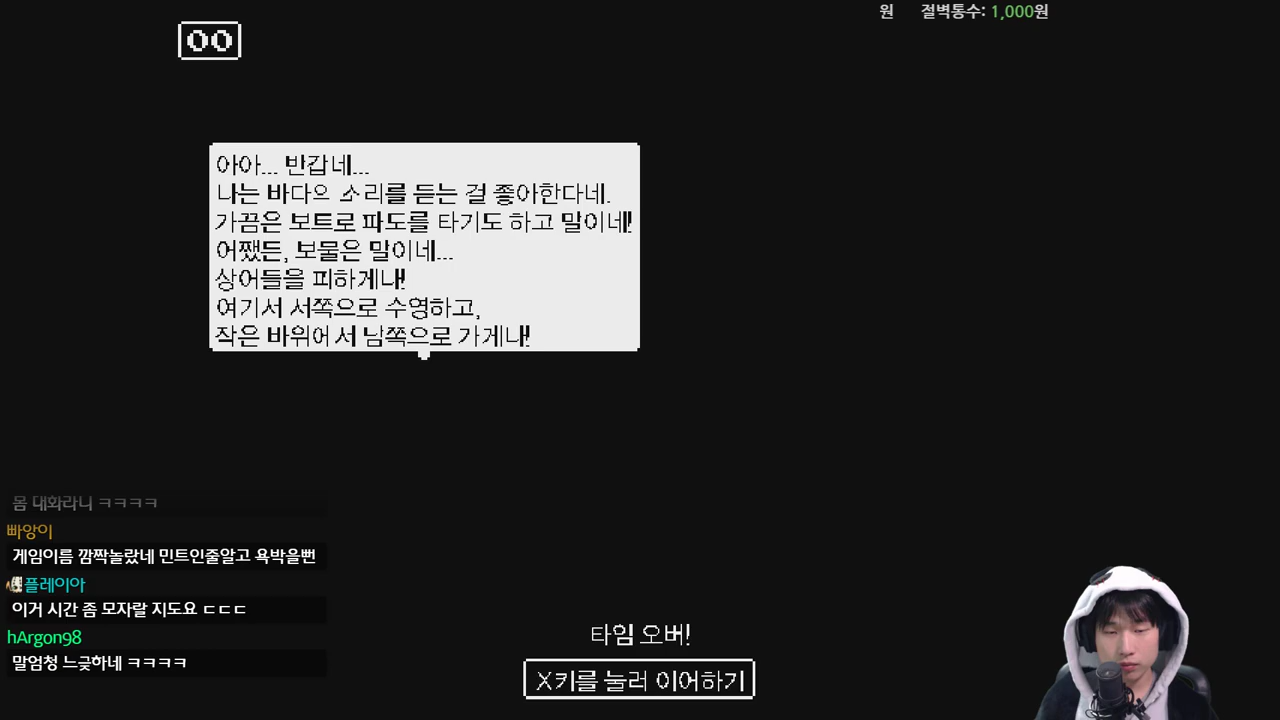 원 절벽통수: 1,000원
00
아아... 반갑네...
나는 바다의 소리를 듣는 걸 좋아한다네.
가끔은 보트로 파도를 타기도 하고 말이네!
어쨌든, 보물은 말이네...
상어들을 피하게나!
여기서 서쪽으로 수영하고,
작은 바위에서 남쪽으로 가게나!
몸 대화라니 ㅋㅋㅋㅋ
빠앙이
게임이름 깜짝놀랐네 민트인줄알고 욕박을뻔
플레이아
이거 시간 좀 모자랄 지도요 ㄷㄷㄷ
hArgon98
말엄청 느긎하네 ㅋㅋㅋㅋ
타임 오버!
X키를 눌러 이어하기